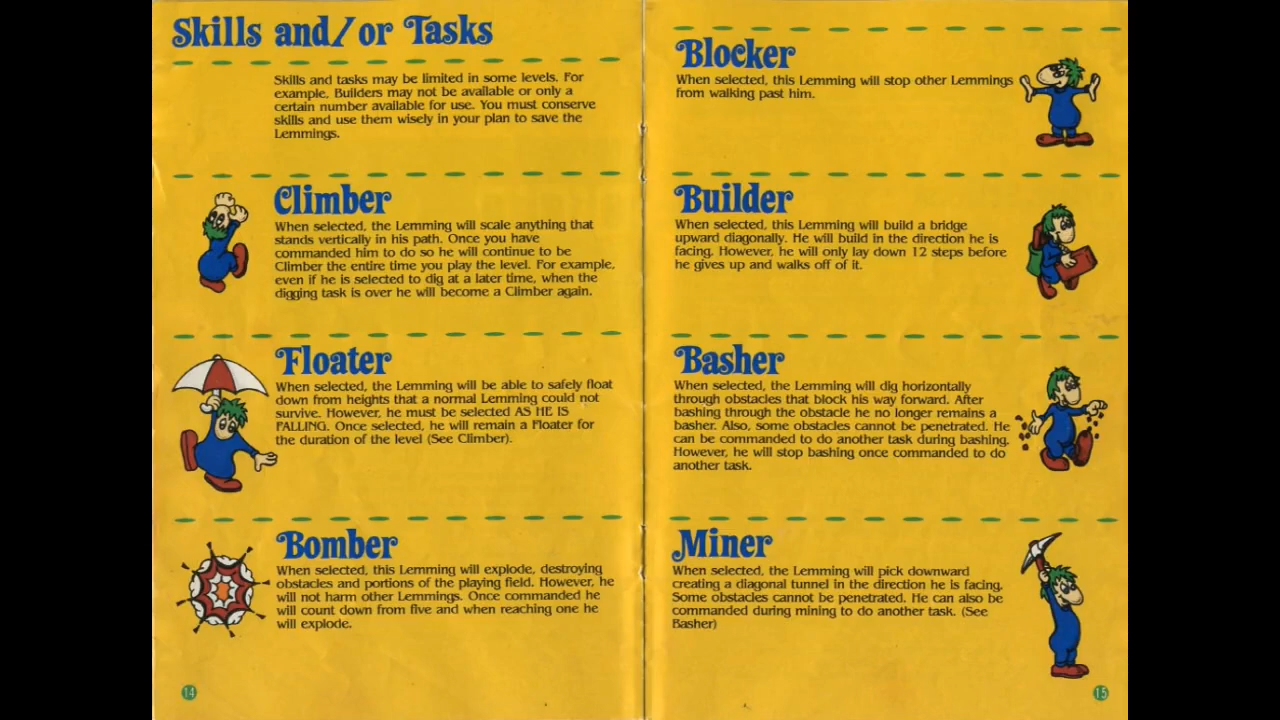 Skills and/or Tasks
Skills and tasks may be limited in some levels. For
example, Builders may not be available or only a
certain number available for use. You must conserve
skills and use them wisely in your plan to save the
Lemmings.
Climber
When selected, the Lemming will scale anything that
stands vertically in his path. Once you have
commanded him to do so he will continue to be
Climber the entire time you play the level. For example,
even if he is selected to dig at a later time, when the
digging task is over he will become a Climber again.
Floater
When selected, the Lemming will be able to safely float
down from heights that a normal Lemming could not
survive. However, he must be selected AS HE IS
FALLING. Once selected, he will remain a Floater for
the duration of the level (See Climber).
Bomber
When selected, this Lemming will explode, destroying
obstacles and portions of the playing field. However, he
will not harm other Lemmings. Once commanded he
will count down from five and when reaching one he
will explode.
14
Blocker
When selected, this Lemming will stop other Lemmings
from walking past him.
Builder
When selected, this Lemming will build a bridge
upward diagonally. He will build in the direction he is
facing. However, he will only lay down 12 steps before
he gives up and walks off of it.
Basher
When selected, the Lemming will dig horizontally
through obstacles that block his way forward. After
bashing through the obstacle he no longer remains a
basher. Also, some obstacles cannot be penetrated. He
can be commanded to do another task during bashing.
However, he will stop bashing once commanded to do
another task.
Miner
When selected, the Lemming will pick downward
creating a diagonal tunnel in the direction he is facing.
Some obstacles cannot be penetrated. He can also be
commanded during mining to do another task. (See
Basher)
15